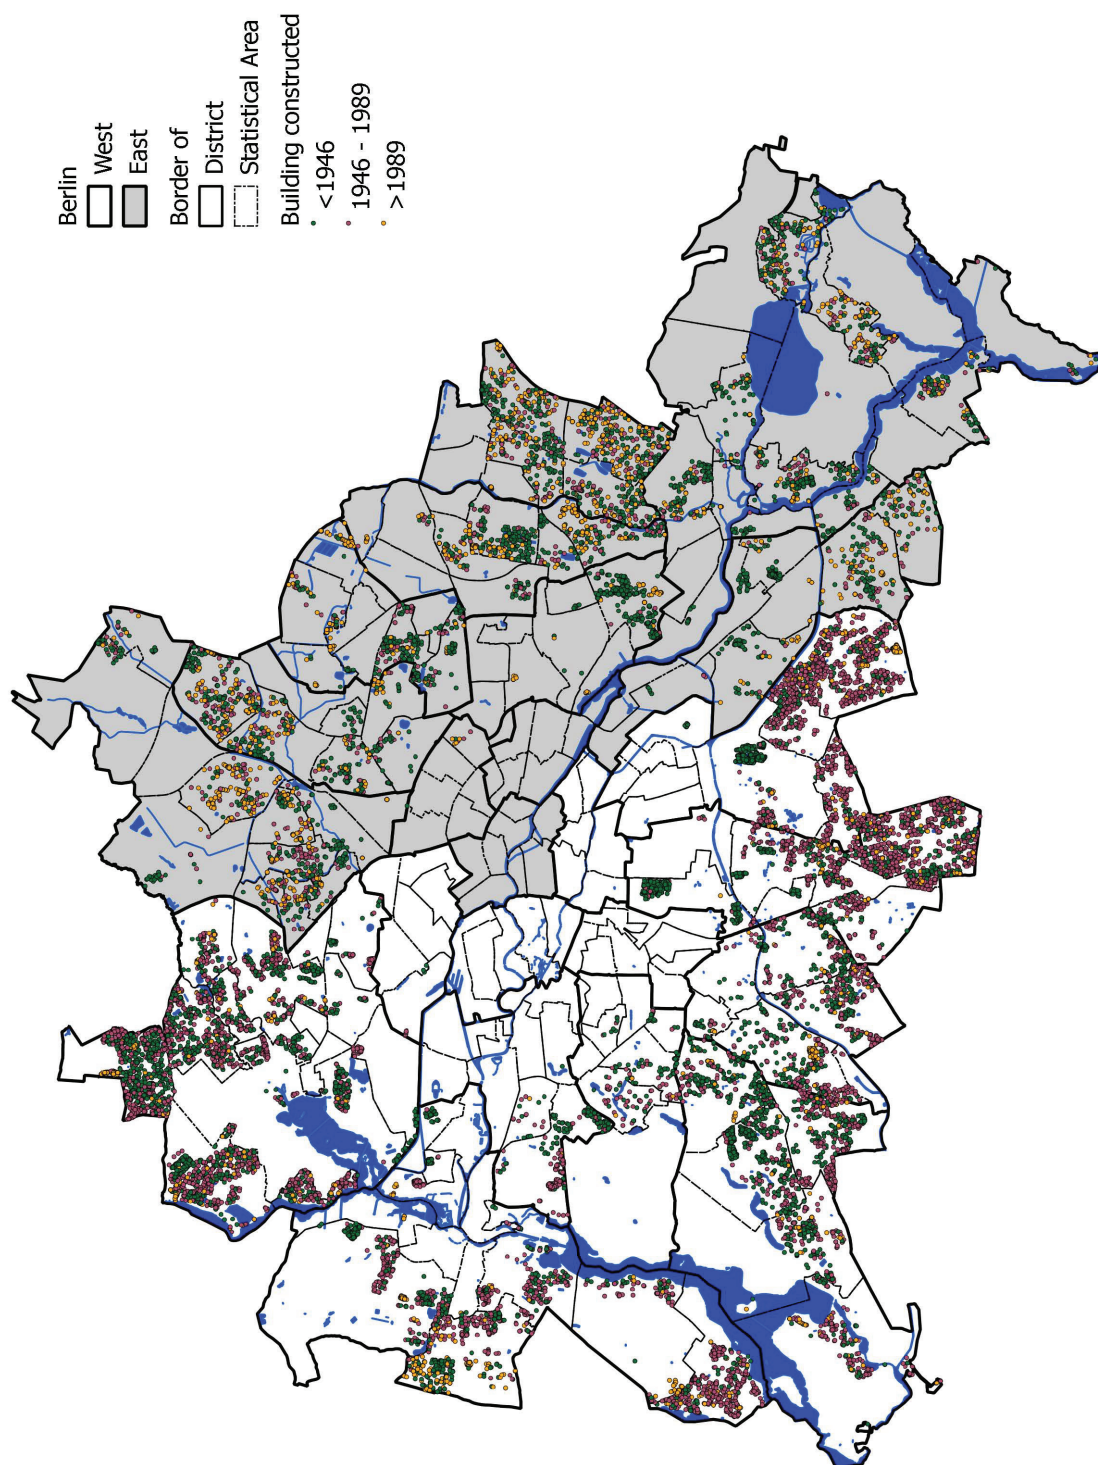 Berlin
West
East
Border of
District
Statistical Area
Building constructed
<1946
1946 - 1989
>1989